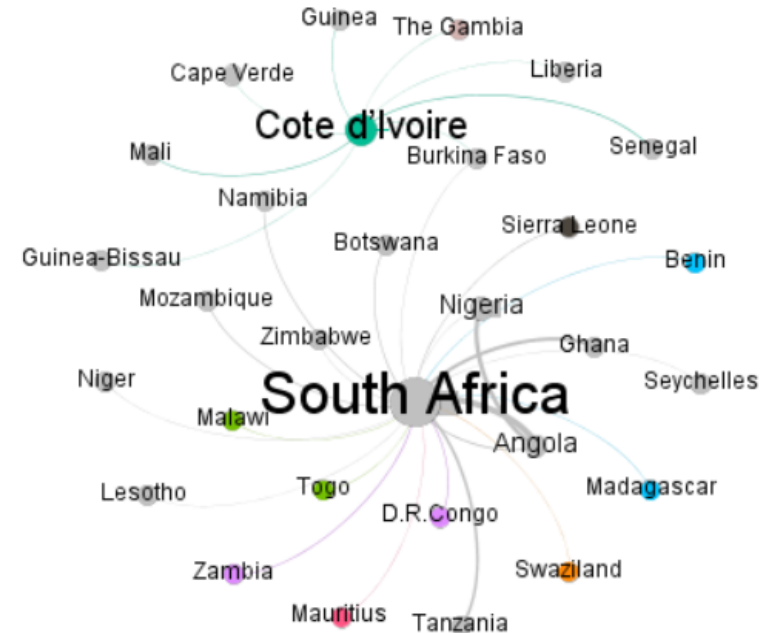 Guinea
The Gambia
Cape Verde
Liberia
Cote d'Ivoire
Mali
Burkina Faso
Senegal
Namibia
Sierra Leone
Botswana
Guinea-Bissau
Benin
Mozambique
Nigeria
Zimbabwe
Ghana
Niger
Seychelles
South Africa
Malawi
Angola
Lesotho
Togo
Madagascar
D.R.Congo
Zambia
Swaziland
Mauritius
Tanzania